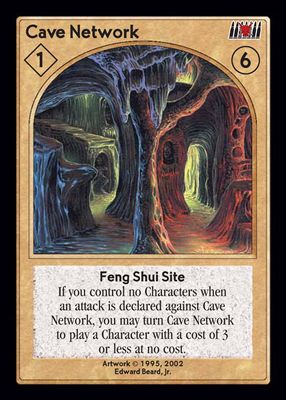 Cave Network
1
6
Feng Shui Site
If you control no Characters when
an attack is declared against Cave
Network, you may turn Cave Network
to play a Character with a cost of 3
or less at no cost.
Artwork © 1995, 2002
Edward Beard, Jr.